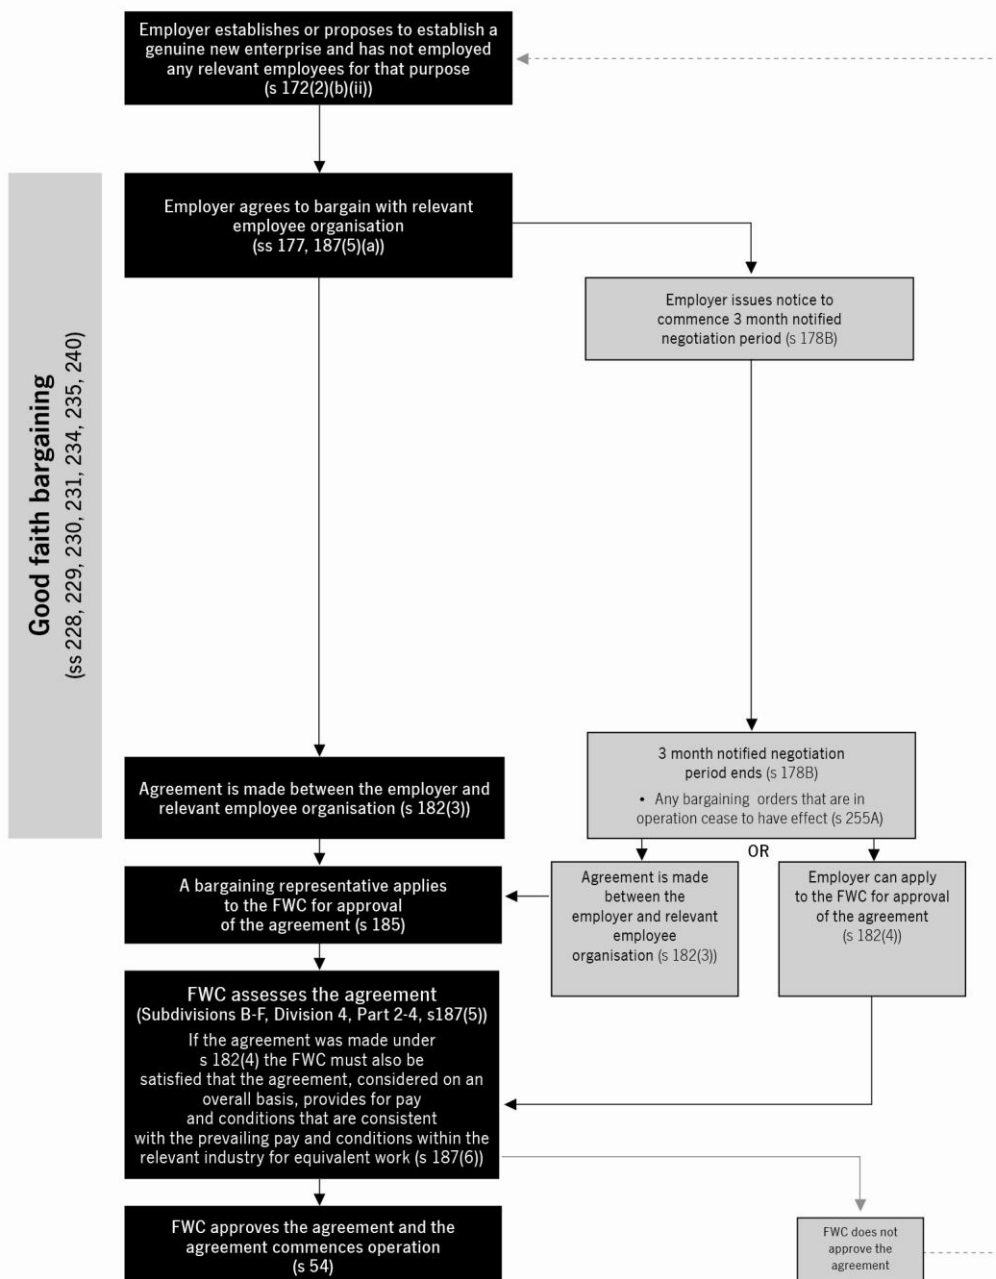 Employer establishes or proposes to establish a
genuine new enterprise and has not employed
any relevant employees for that purpose
(s 172(2)(b)(ii))
Good faith bargaining
(ss 228, 229, 230, 231, 234, 235, 240)
Employer agrees to bargain with relevant
employee organisation
(ss 177, 187(5)(a))
Employer issues notice to
commence 3 month notified
negotiation period (s 178B)
3 month notified negotiation
period ends (s 178B)
• Any bargaining orders that are in
operation cease to have effect (s 255A)
Agreement is made between the employer and
relevant employee organisation (s 182(3))
OR
A bargaining representative applies
to the FWC for approval
of the agreement (s 185)
Agreement is made
between the
employer and relevant
employee
organisation (s 182(3))
Employer can apply
to the FWC for approval
of the agreement
(s 182(4))
FWC assesses the agreement
(Subdivisions B-F, Division 4, Part 2-4, s187(5))
If the agreement was made under
s 182(4) the FWC must also be
satisfied that the agreement, considered on an
overall basis, provides for pay
and conditions that are consistent
with the prevailing pay and conditions within the
relevant industry for equivalent work (s 187(6))
FWC approves the agreement and the
agreement commences operation
(s 54)
FWC does not
approve the
agreement